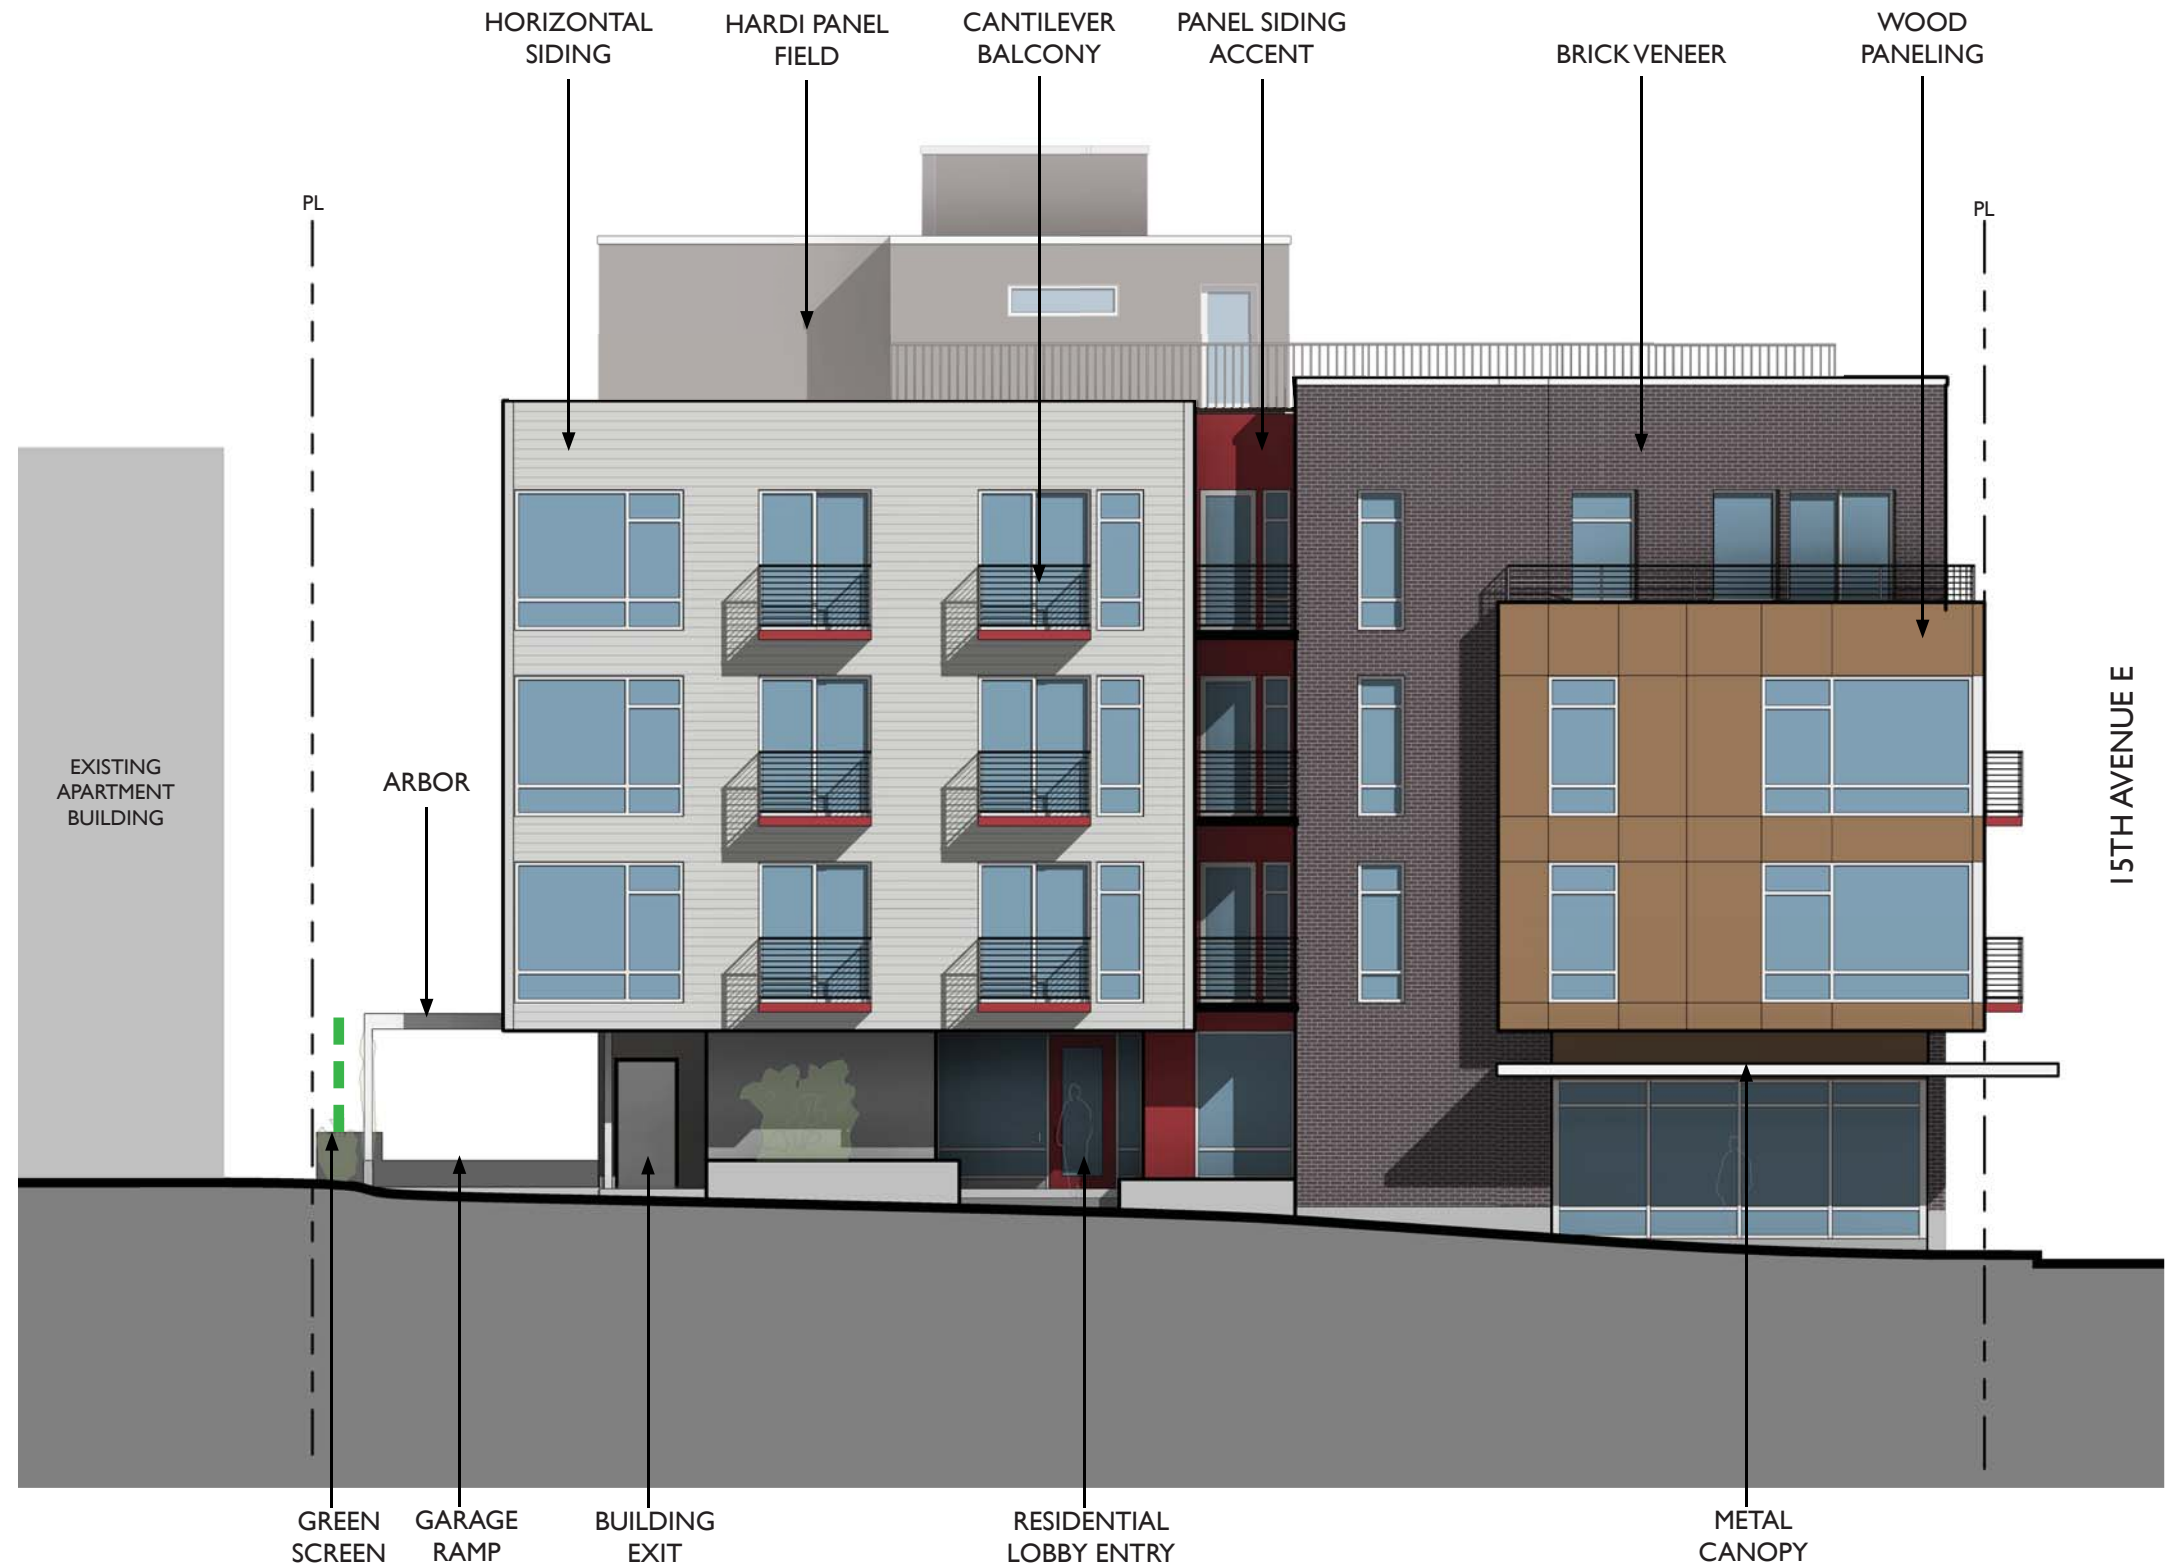 HORIZONTAL
SIDING
HARDI PANEL
FIELD
CANTILEVER
BALCONY
PANEL SIDING
ACCENT
BRICK VENEER
WOOD
PANELING
PL
PL
EXISTING
APARTMENT
BUILDING
ARBOR
15TH AVENUE E
GREEN
SCREEN
GARAGE
RAMP
BUILDING
EXIT
RESIDENTIAL
LOBBY ENTRY
METAL
CANOPY